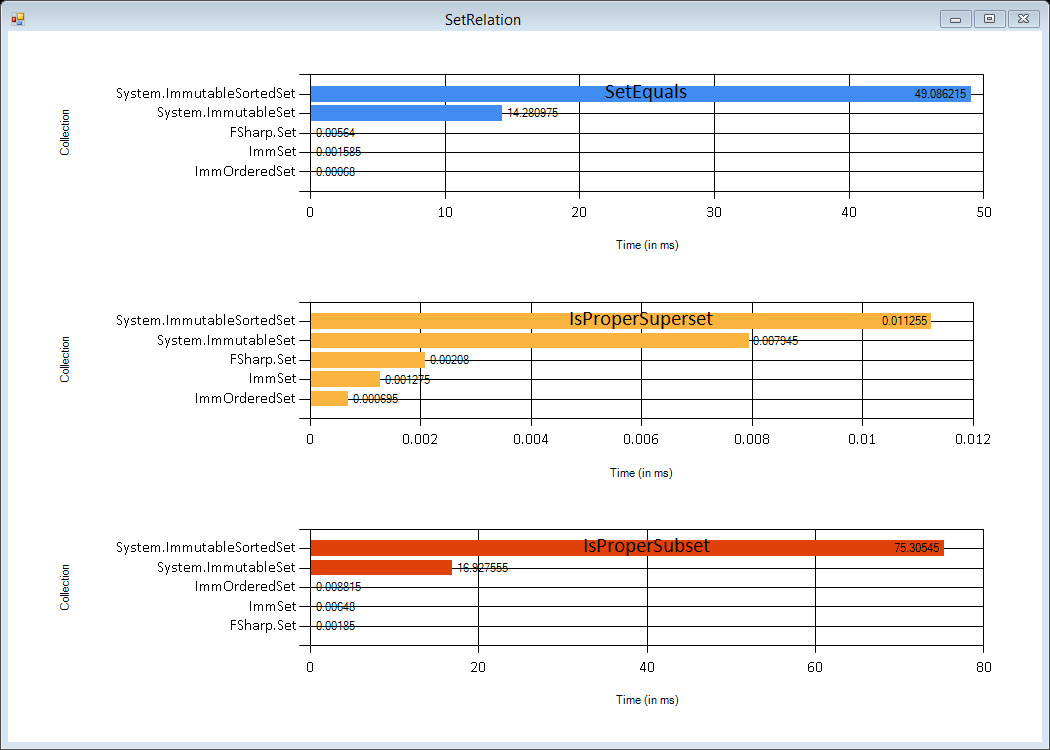 SetRelation
SetEquals
Collection
System.ImmutableSortedSet 49.086215
System.ImmutableSet 14.280975
FSharp.Set 0.00564
ImmSet 0.001585
ImmOrderedSet 0.00068
0 10 20 30 40 50
Time (in ms)
IsProperSuperset
Collection
System.ImmutableSortedSet 0.011255
System.ImmutableSet 0.007945
FSharp.Set 0.00208
ImmSet 0.001275
ImmOrderedSet 0.000695
0 0.002 0.004 0.006 0.008 0.01 0.012
Time (in ms)
IsProperSubset
Collection
System.ImmutableSortedSet 75.30545
System.ImmutableSet 16.927555
ImmOrderedSet 0.008815
ImmSet 0.00648
FSharp.Set 0.00185
0 20 40 60 80
Time (in ms)